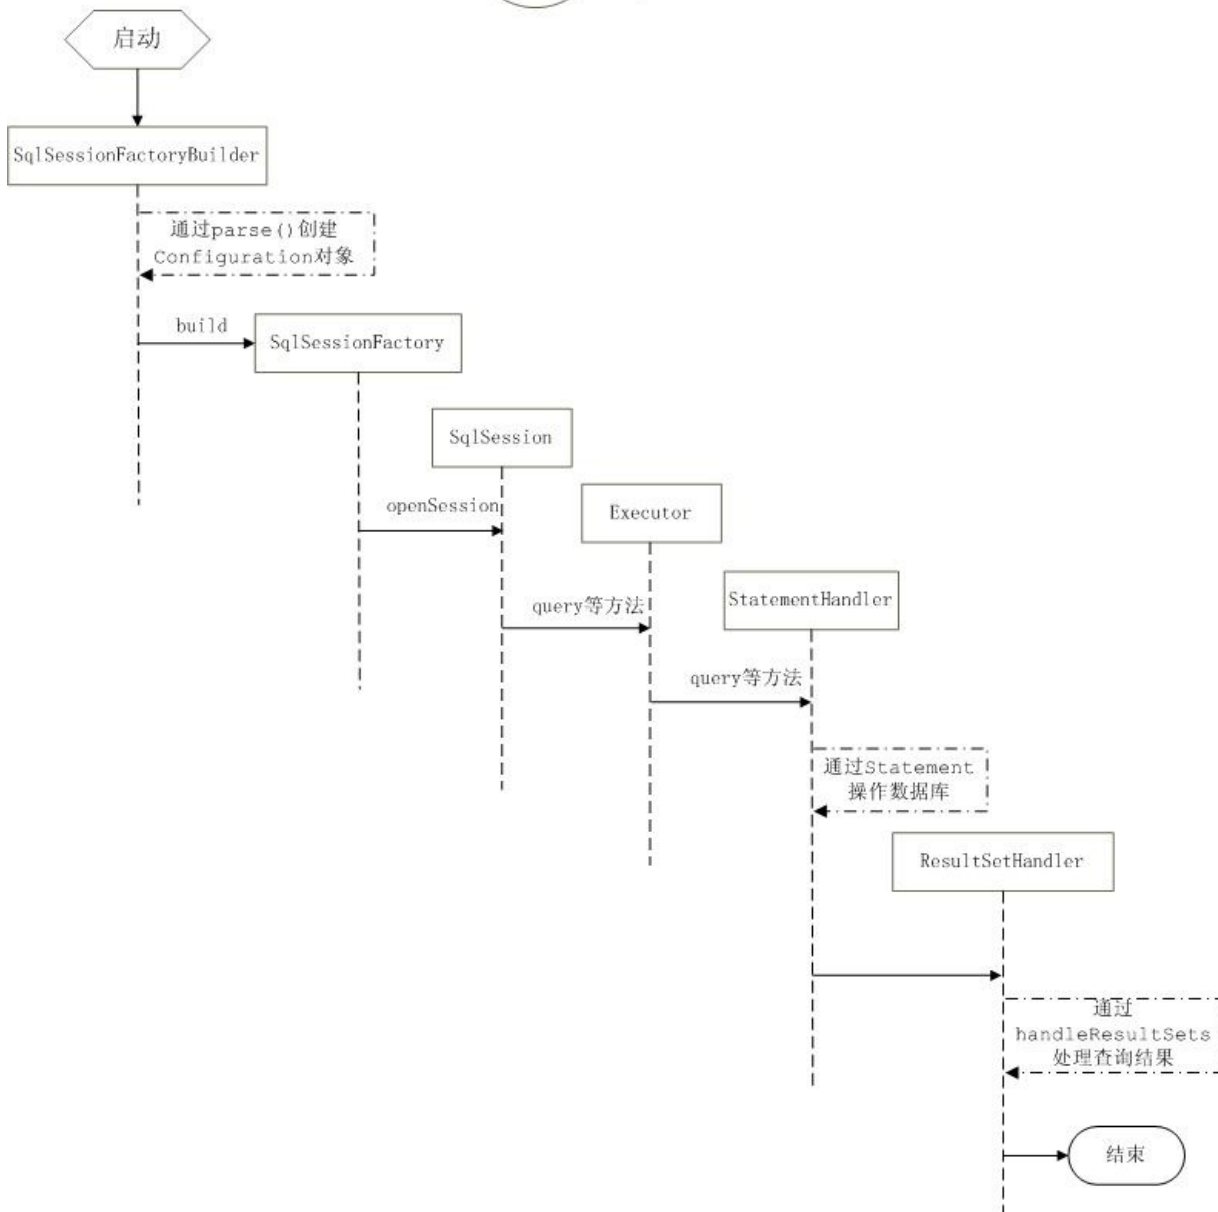 启动
SqlSessionFactoryBuilder
通过parse()创建
Configuration对象
build
SqlSessionFactory
SqlSession
openSession
Executor
query等方法
StatementHandler
query等方法
通过Statement
操作数据库
ResultSetHandler
通过
handleResultSets
处理查询结果
结束